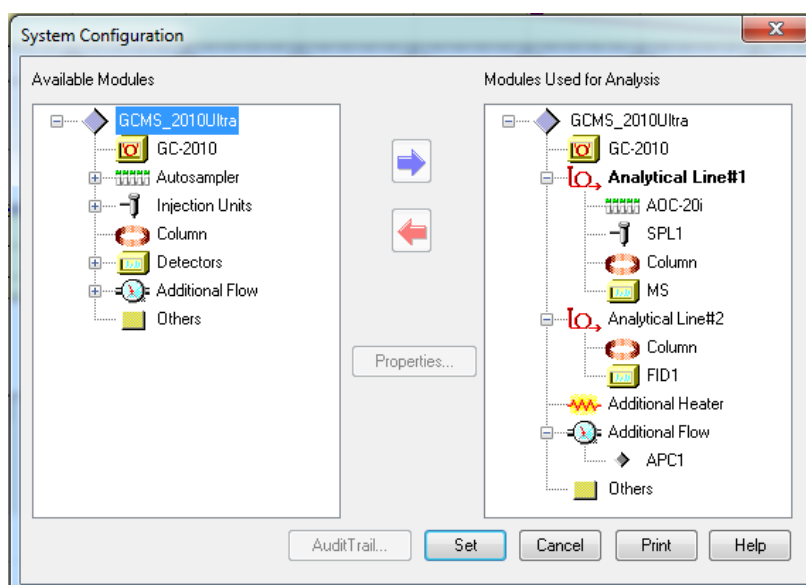 System Configuration
Available Modules
GCMS_2010Ultra
GC-2010
Autosampler
Injection Units
Column
Detectors
Additional Flow
Others
Properties...
Modules Used for Analysis
GCMS_2010Ultra
GC-2010
Analytical Line#1
AOC-20i
SPL1
Column
MS
Analytical Line#2
Column
FID1
Additional Heater
Additional Flow
APC1
Others
AuditTrail... Set Cancel Print Help